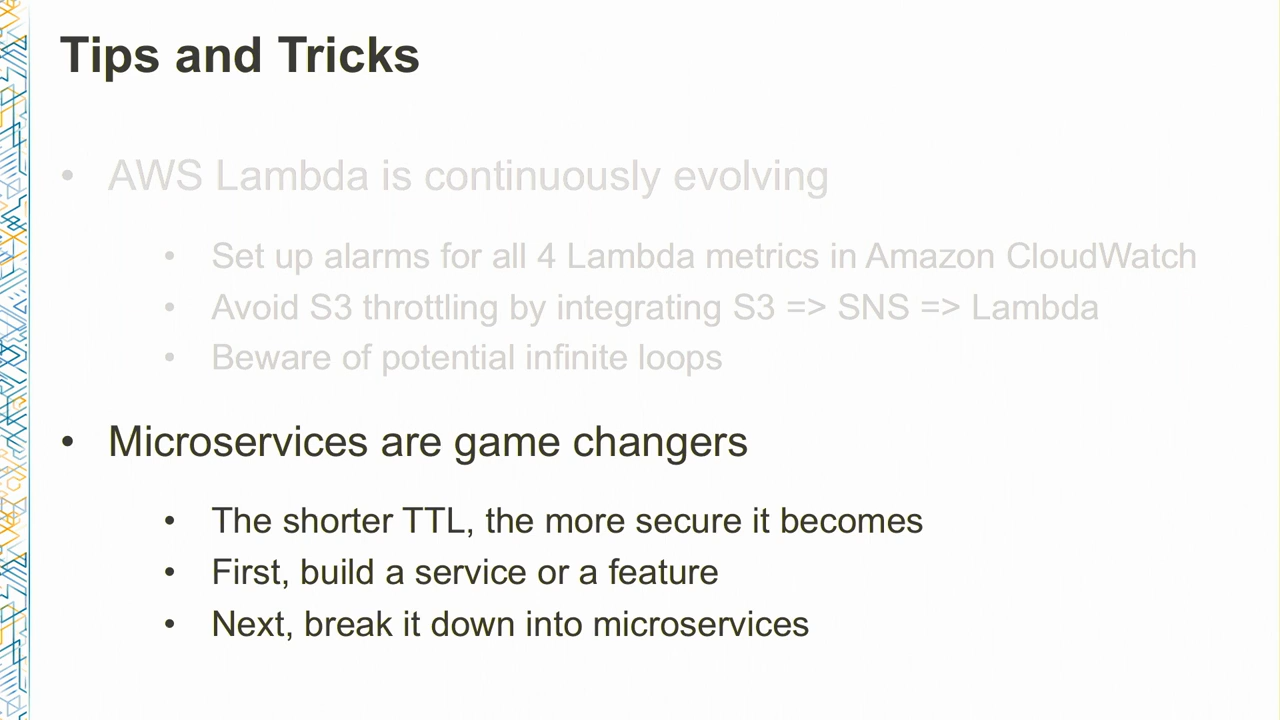 Tips and Tricks
• AWS Lambda is continuously evolving
• Set up alarms for all 4 Lambda metrics in Amazon CloudWatch
• Avoid S3 throttling by integrating S3 => SNS => Lambda
• Beware of potential infinite loops
• Microservices are game changers
• The shorter TTL, the more secure it becomes
• First, build a service or a feature
• Next, break it down into microservices